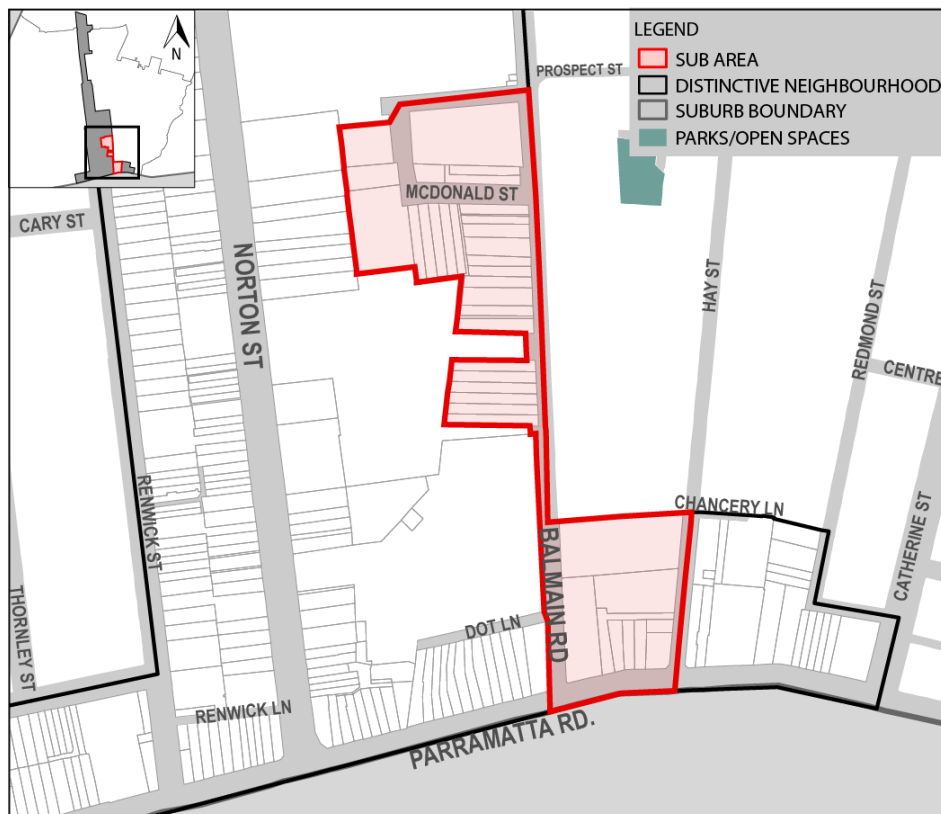 N
LEGEND
SUB AREA
DISTINCTIVE NEIGHBOURHOOD
SUBURB BOUNDARY
PARKS/OPEN SPACES
PROSPECT ST
MCDONALD ST
CARY ST
NORTON ST
HAY ST
REDMOND ST
CENTRE
RENWICK ST
CHANCERY LN
BALMAIN RD
CATHERINE ST
THORNLEY ST
DOT LN
RENWICK LN
PARRAMATTA RD.